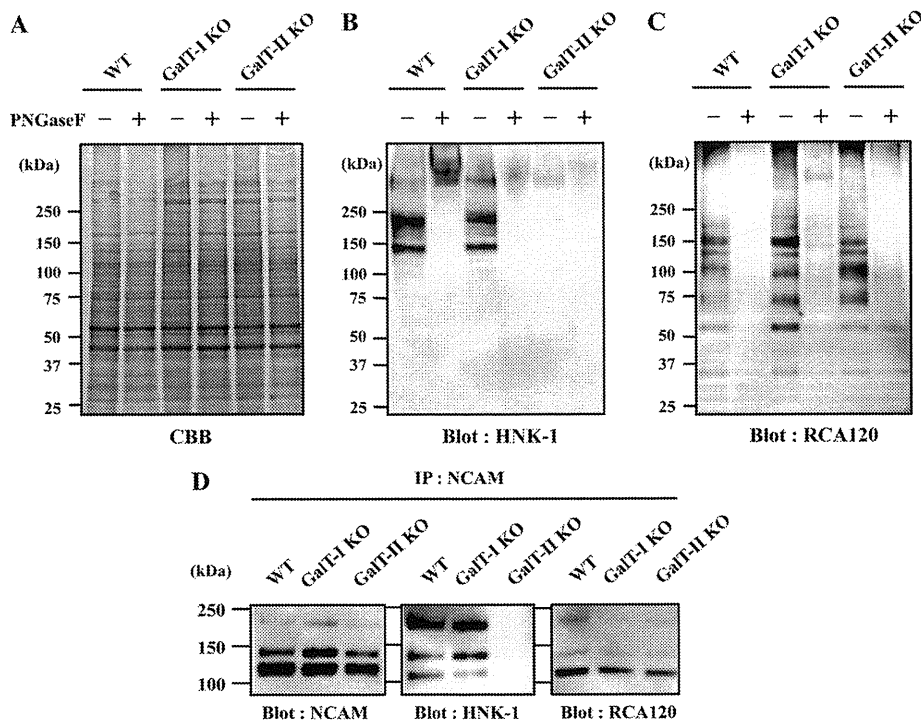 A
B
C
WT
GalT-I KO
GalT-II KO
WT
GalT-I KO
GalT-II KO
WT
GalT-I KO
GalT-II KO
PNGaseF − + − + − + − + − + − + − + − + − +
(kDa)
250
150
100
75
50
37
25
(kDa)
250
150
100
75
50
37
25
(kDa)
250
150
100
75
50
37
25
CBB
Blot : HNK-1
Blot : RCA120
D
IP : NCAM
WT
GalT-I KO
GalT-II KO
WT
GalT-I KO
GalT-II KO
WT
GalT-I KO
GalT-II KO
(kDa)
250
150
100
Blot : NCAM
Blot : HNK-1
Blot : RCA120